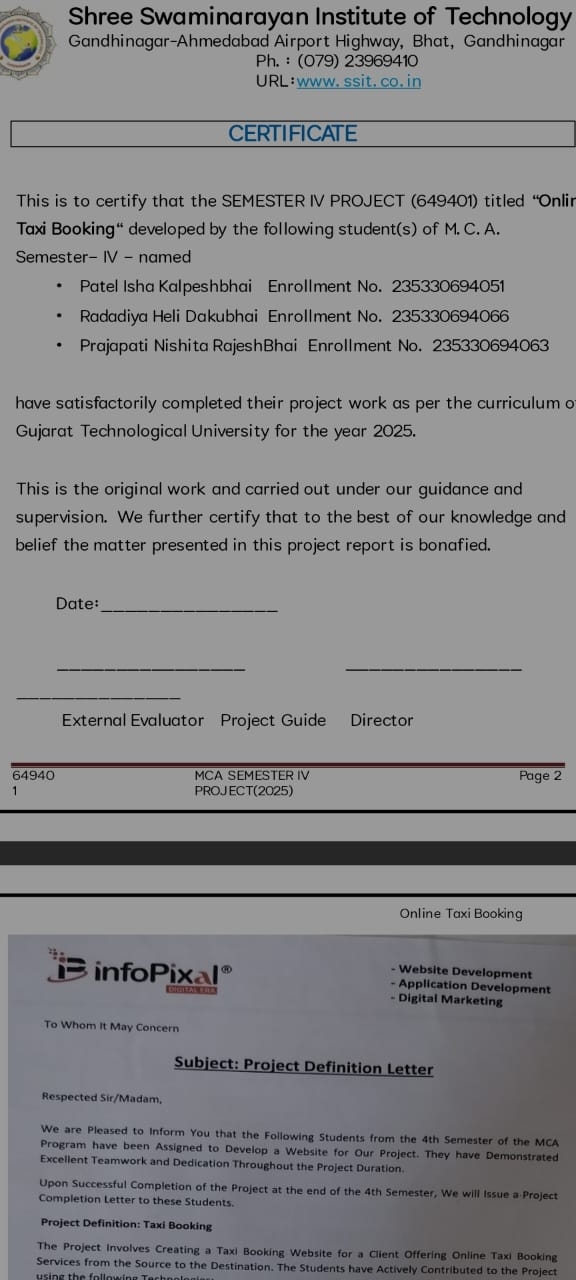 Shree Swaminarayan Institute of Technology
Gandhinagar-Ahmedabad Airport Highway, Bhat, Gandhinagar
Ph. : (079) 23969410
URL:www.ssit.co.in
CERTIFICATE
This is to certify that the SEMESTER IV PROJECT (649401) titled “Onlin
Taxi Booking“ developed by the following student(s) of M.C.A.
Semester– IV – named
• Patel Isha Kalpeshbhai Enrollment No. 235330694051
• Radadiya Heli Dakubhai Enrollment No. 235330694066
• Prajapati Nishita RajeshBhai Enrollment No. 235330694063
have satisfactorily completed their project work as per the curriculum o
Gujarat Technological University for the year 2025.
This is the original work and carried out under our guidance and
supervision. We further certify that to the best of our knowledge and
belief the matter presented in this project report is bonafied.
Date:_______________
________________ _______________
______________
External Evaluator Project Guide Director
64940 MCA SEMESTER IV Page 2
1 PROJECT(2025)
Online Taxi Booking
infoPixal®
DIGITAL ERA
- Website Development
- Application Development
- Digital Marketing
To Whom It May Concern
Subject: Project Definition Letter
Respected Sir/Madam,
We are Pleased to Inform You that the Following Students from the 4th Semester of the MCA
Program have been Assigned to Develop a Website for Our Project. They have Demonstrated
Excellent Teamwork and Dedication Throughout the Project Duration.
Upon Successful Completion of the Project at the end of the 4th Semester, We will Issue a Project
Completion Letter to these Students.
Project Definition: Taxi Booking
The Project Involves Creating a Taxi Booking Website for a Client Offering Online Taxi Booking
Services from the Source to the Destination. The Students have Actively Contributed to the Project
using the following